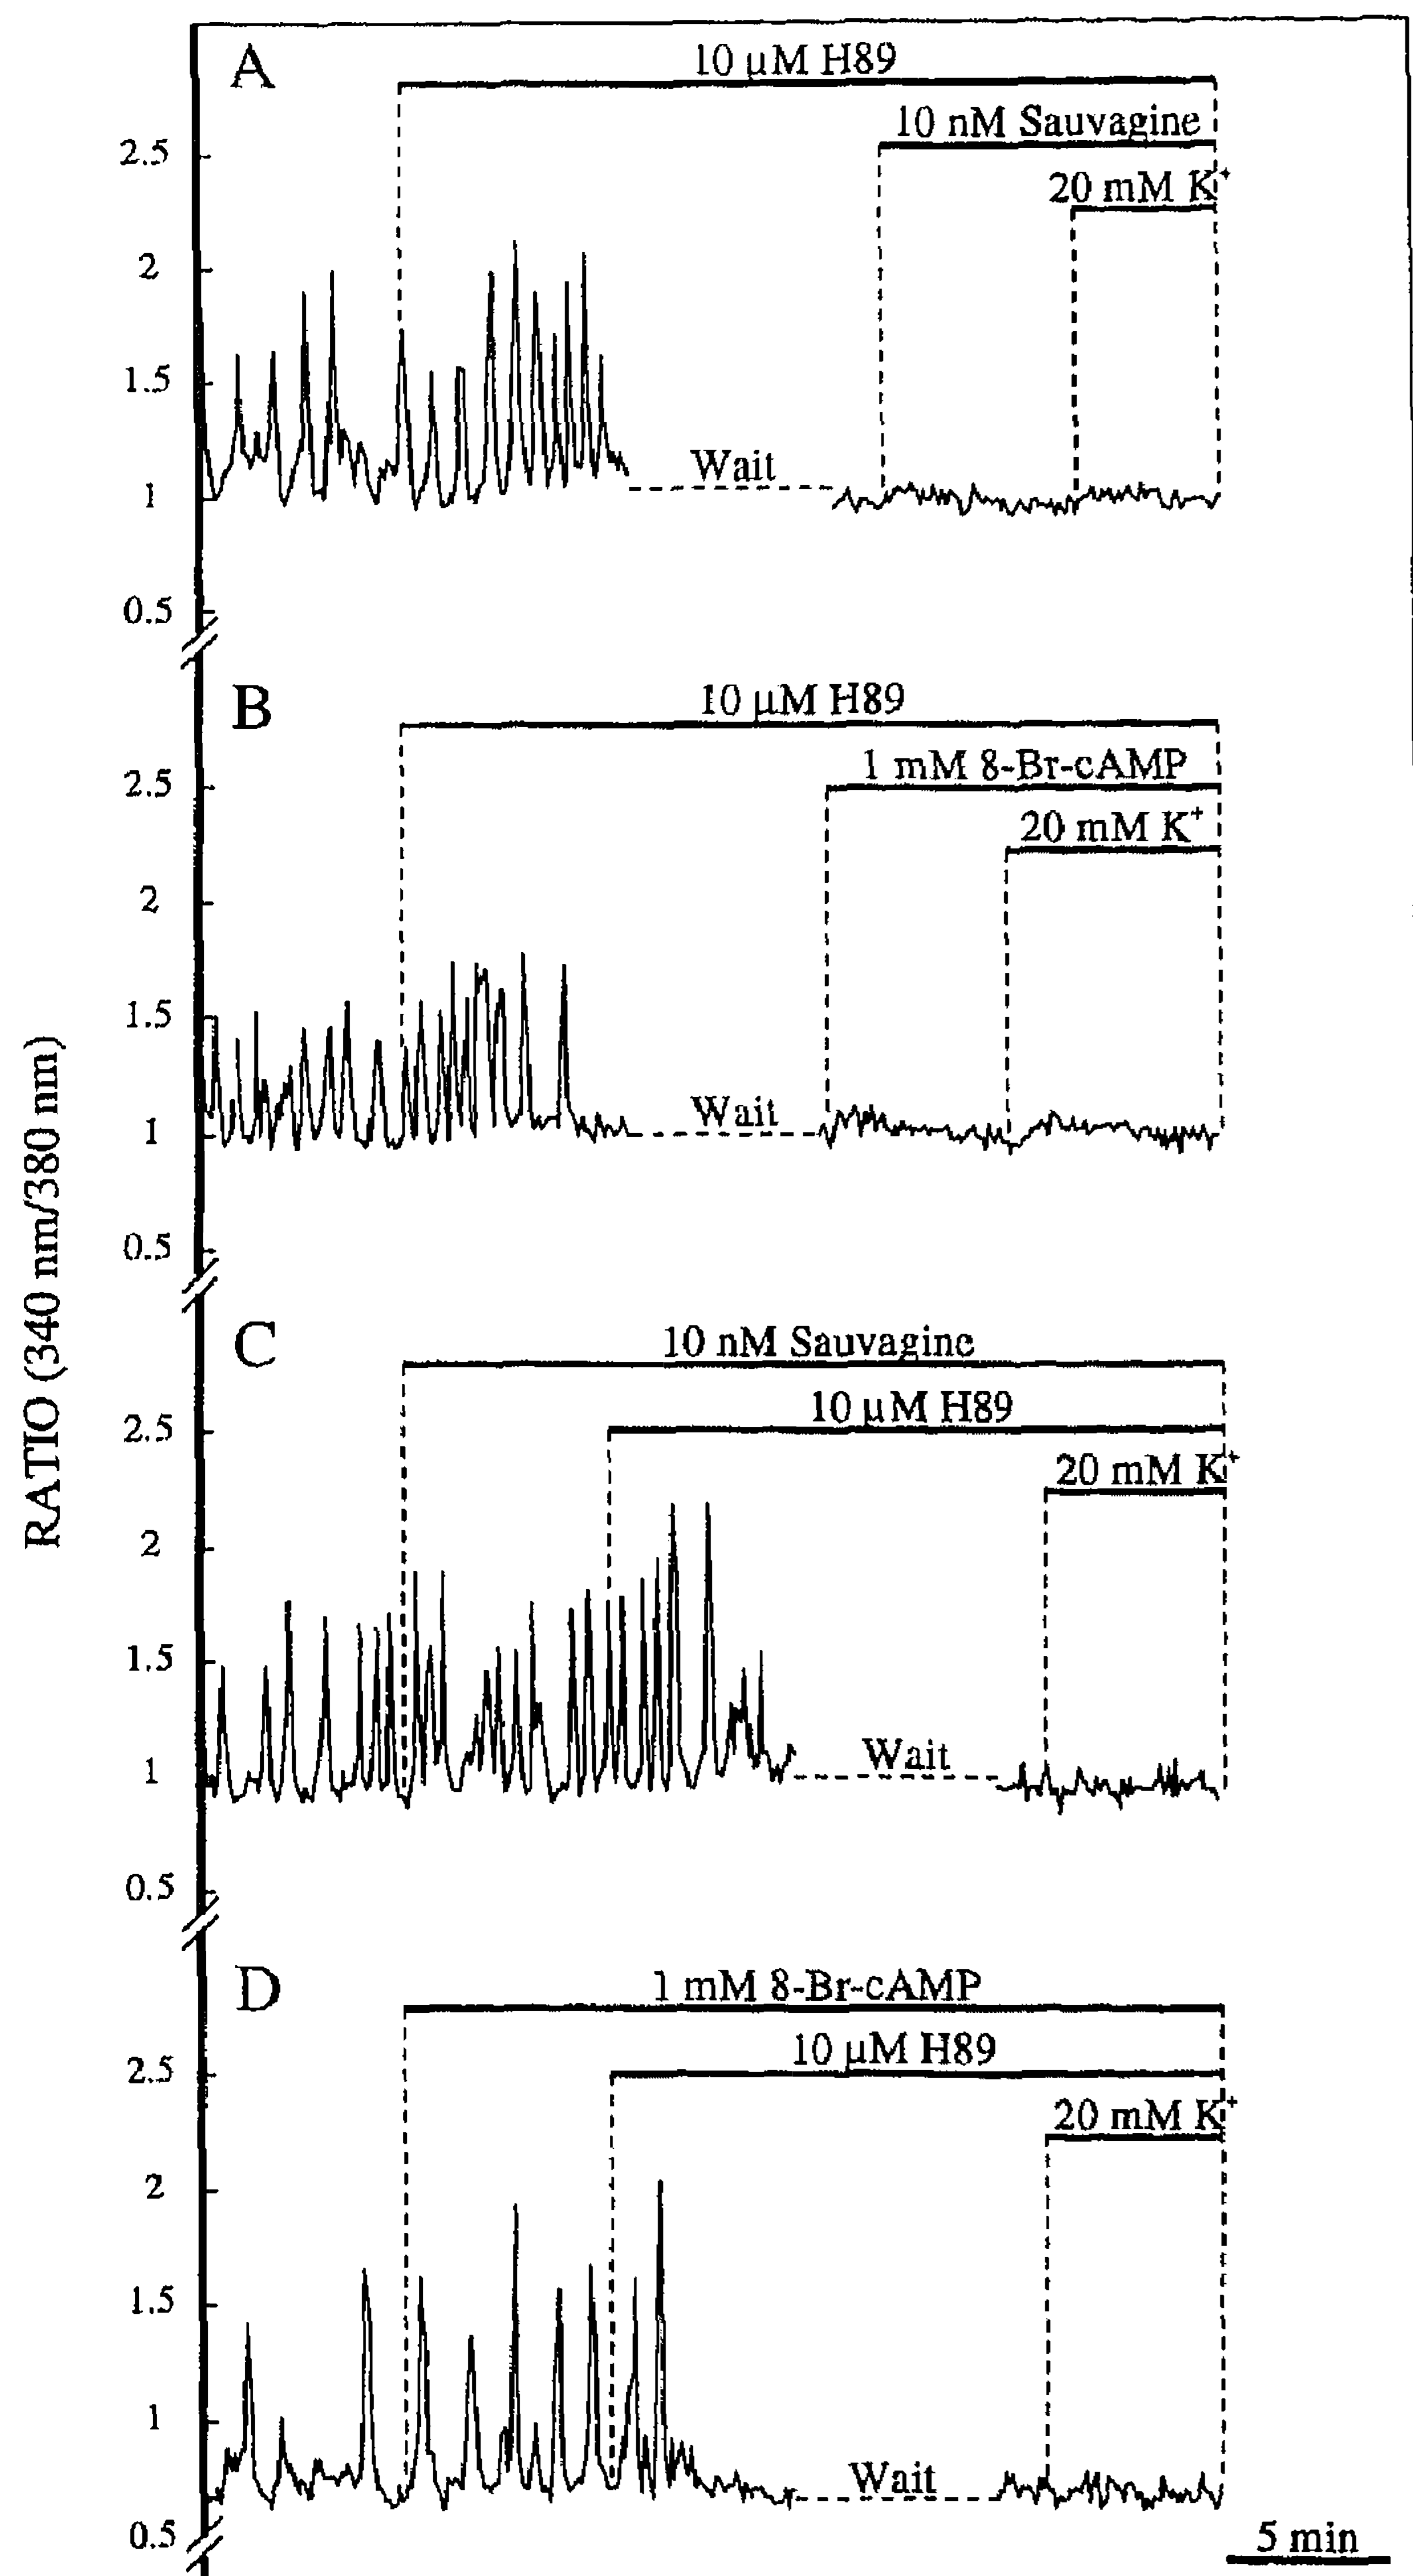 RATIO (340 nm/380 nm)
A
10 µM H89
10 nM Sauvagine
20 mM K⁺
2.5
2
1.5
1
0.5
Wait
B
10 µM H89
1 mM 8-Br-cAMP
20 mM K⁺
2.5
2
1.5
1
0.5
Wait
C
10 nM Sauvagine
10 µM H89
20 mM K⁺
2.5
2
1.5
1
0.5
Wait
D
1 mM 8-Br-cAMP
10 µM H89
20 mM K⁺
2.5
2
1.5
1
0.5
Wait
5 min